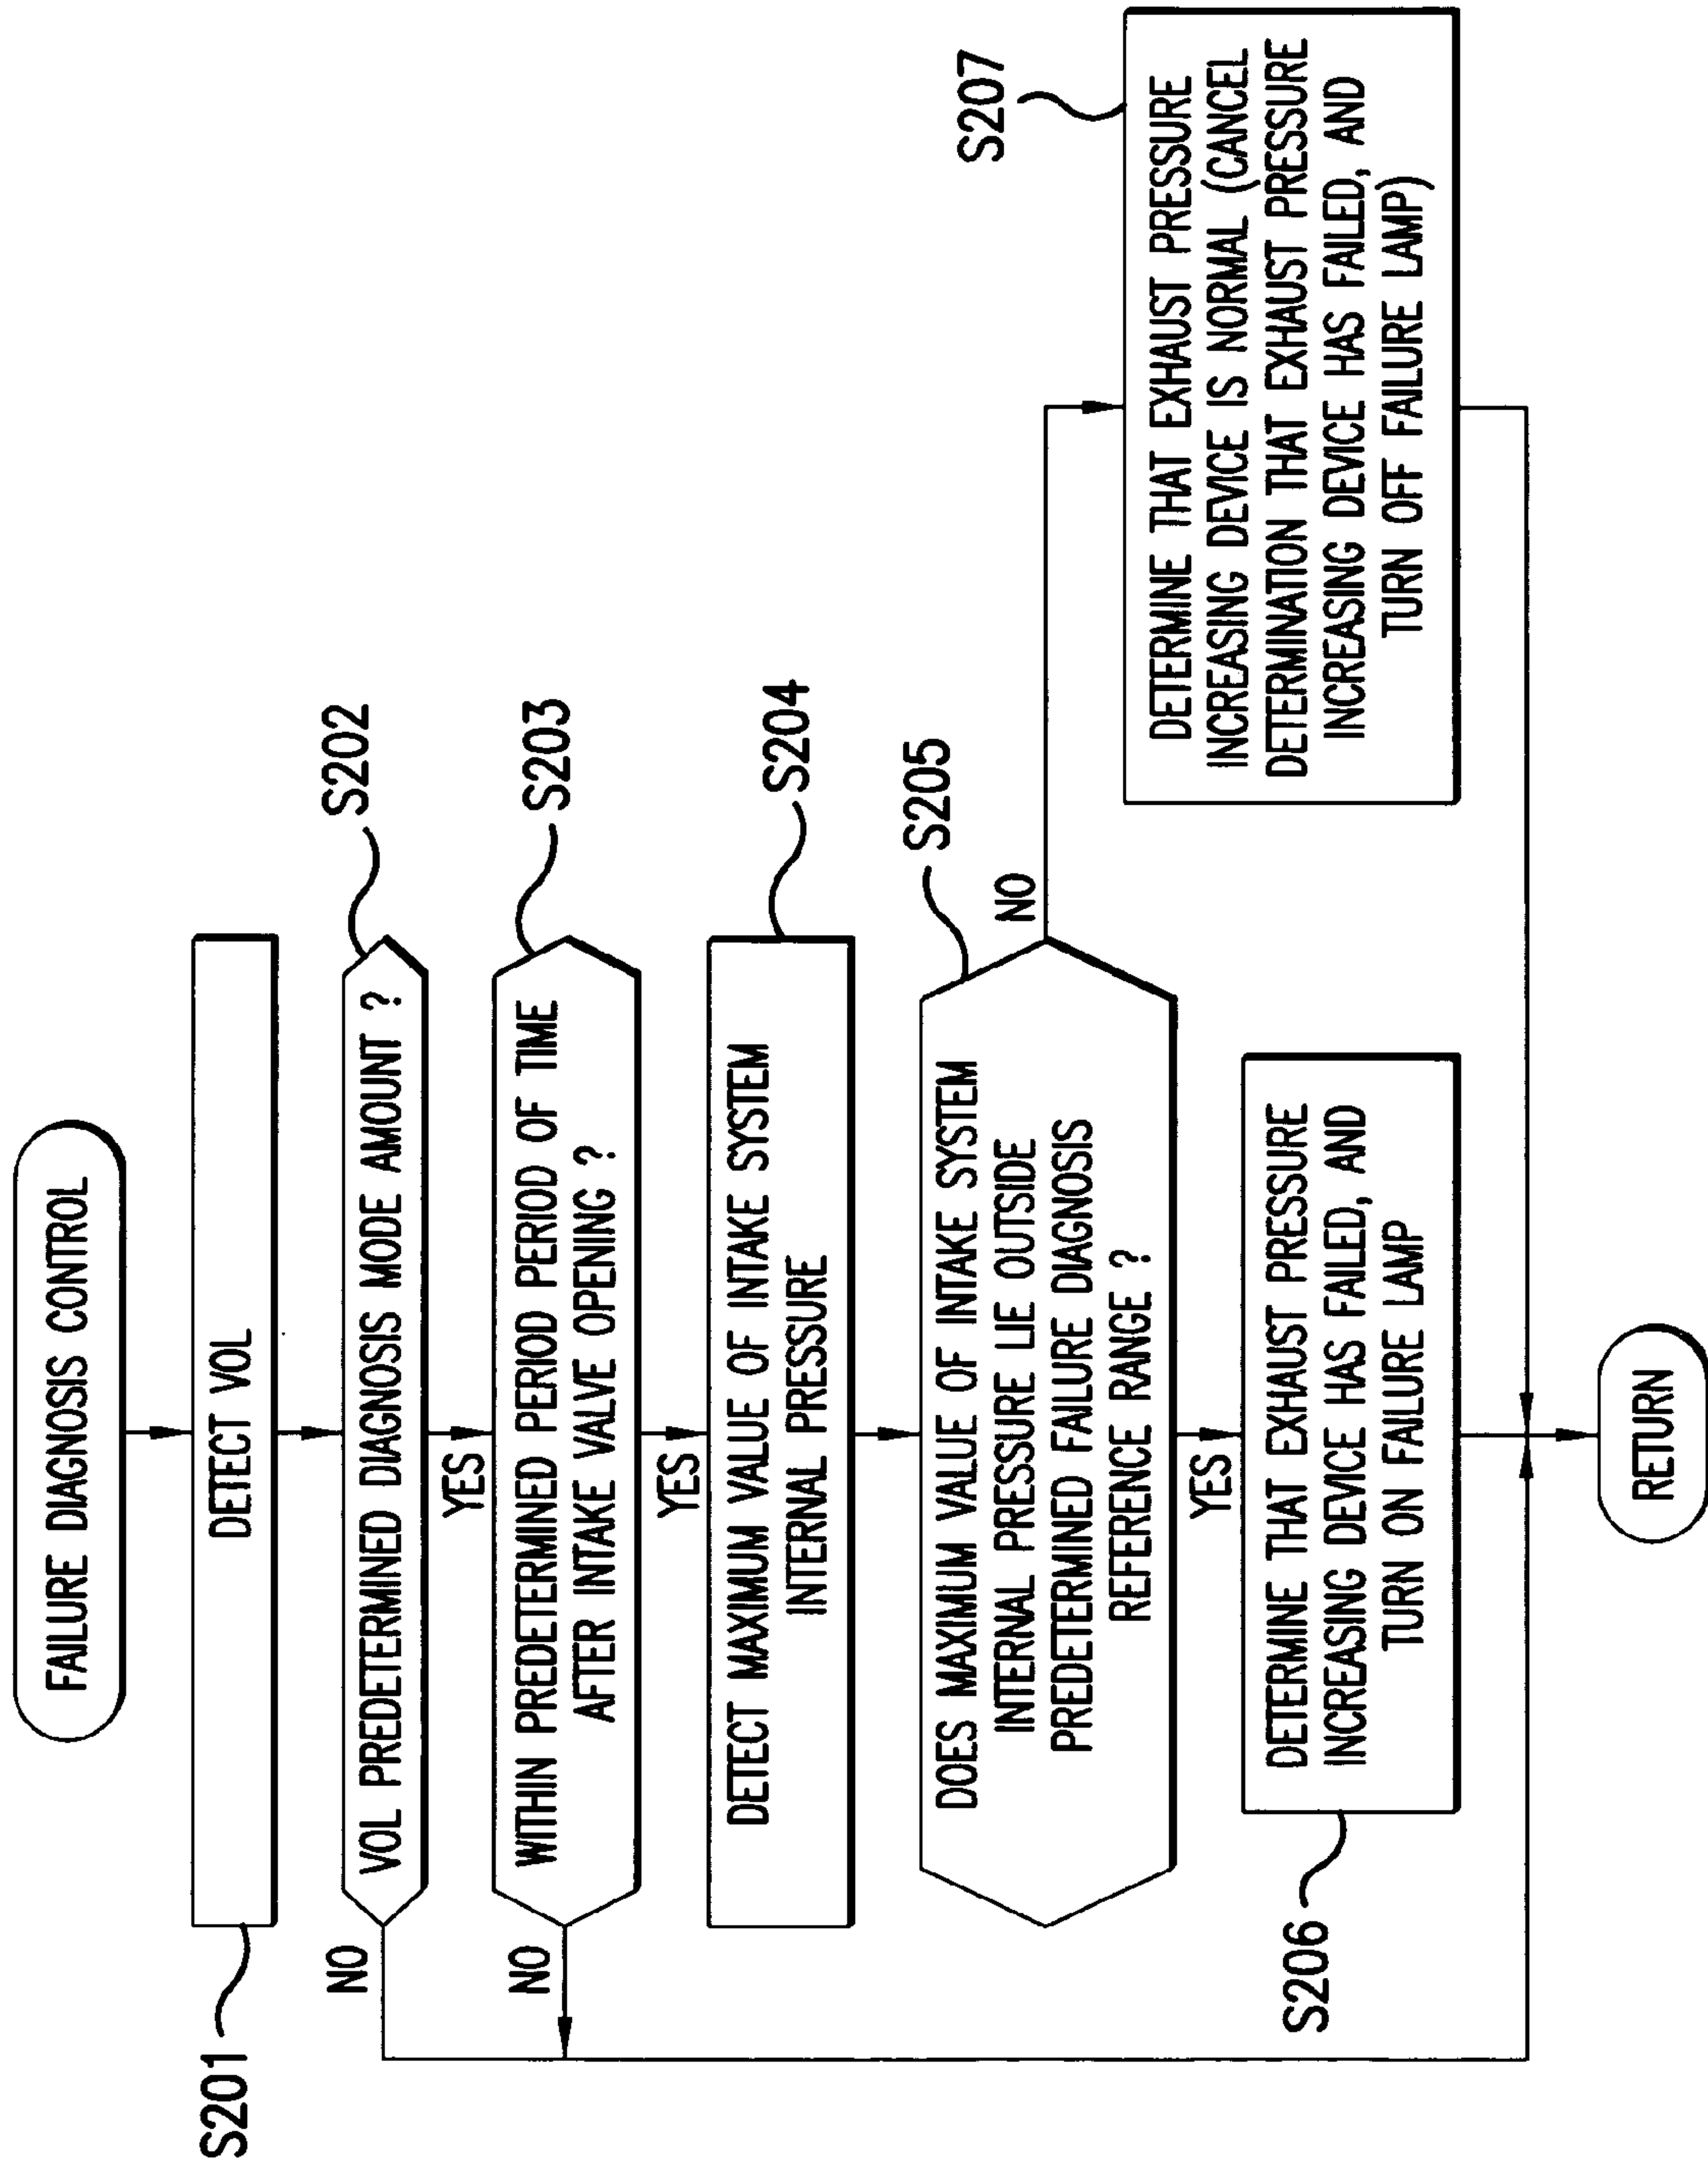 FAILURE DIAGNOSIS CONTROL
S201
DETECT VOL
S202
VOL PREDETERMINED DIAGNOSIS MODE AMOUNT ?
NO
YES
S203
WITHIN PREDETERMINED PERIOD PERIOD OF TIME
AFTER INTAKE VALVE OPENING ?
NO
YES
S204
DETECT MAXIMUM VALUE OF INTAKE SYSTEM
INTERNAL PRESSURE
S205
DOES MAXIMUM VALUE OF INTAKE SYSTEM
INTERNAL PRESSURE LIE OUTSIDE
PREDETERMINED FAILURE DIAGNOSIS
REFERENCE RANGE ?
NO
YES
S206
DETERMINE THAT EXHAUST PRESSURE
INCREASING DEVICE HAS FAILED, AND
TURN ON FAILURE LAMP
S207
DETERMINE THAT EXHAUST PRESSURE
INCREASING DEVICE IS NORMAL (CANCEL
DETERMINATION THAT EXHAUST PRESSURE
INCREASING DEVICE HAS FAILED, AND
TURN OFF FAILURE LAMP)
RETURN